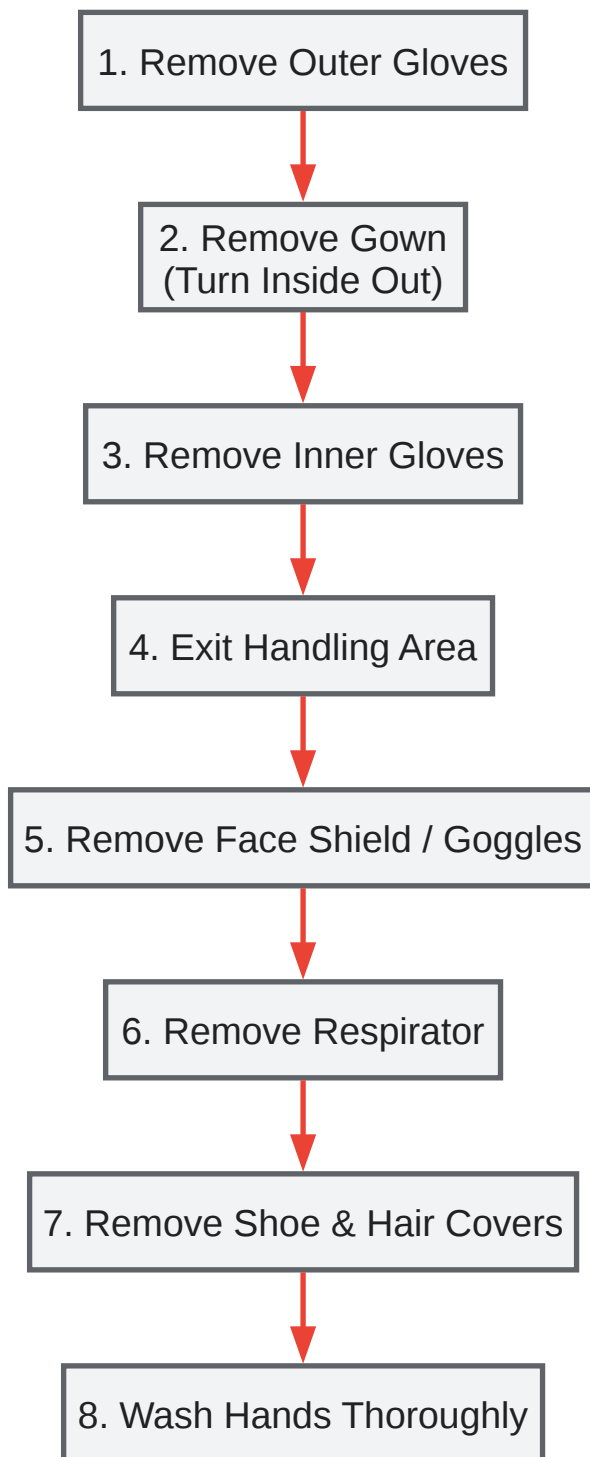 1. Remove Outer Gloves
2. Remove Gown
(Turn Inside Out)
3. Remove Inner Gloves
4. Exit Handling Area
5. Remove Face Shield / Goggles
6. Remove Respirator
7. Remove Shoe & Hair Covers
8. Wash Hands Thoroughly